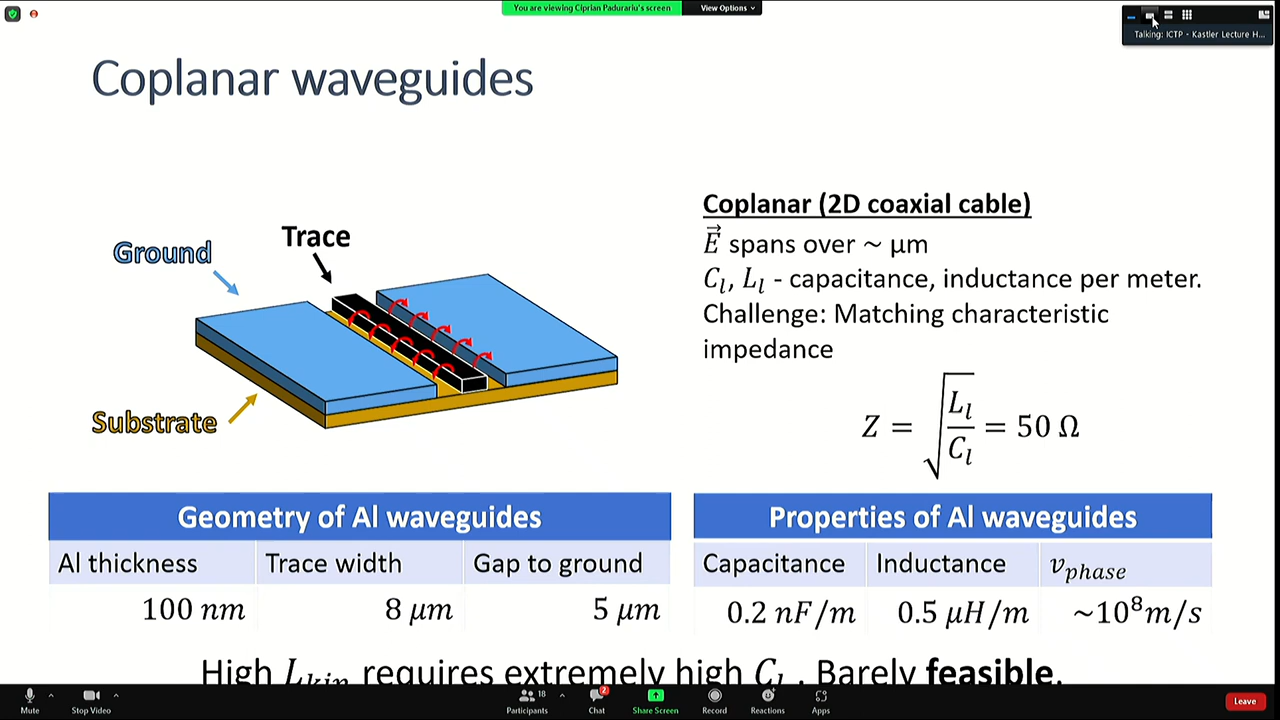 You are viewing Ciprian Padurariu's screen
View Options
Talking: ICTP - Kastler Lecture H...
Coplanar waveguides
Coplanar (2D coaxial cable)
E⃗ spans over ~ μm
C_l, L_l - capacitance, inductance per meter.
Challenge: Matching characteristic
impedance
Z = √(L_l/C_l) = 50 Ω
Trace
Ground
Substrate
Geometry of Al waveguides
Al thickness Trace width Gap to ground
100 nm 8 μm 5 μm
Properties of Al waveguides
Capacitance Inductance v_phase
0.2 nF/m 0.5 μH/m ~10⁸m/s
High L_kin requires extremely high C_l. Barely feasible.
Mute
Stop Video
Participants 18
Chat 2
Share Screen
Record
Reactions
Apps
Leave